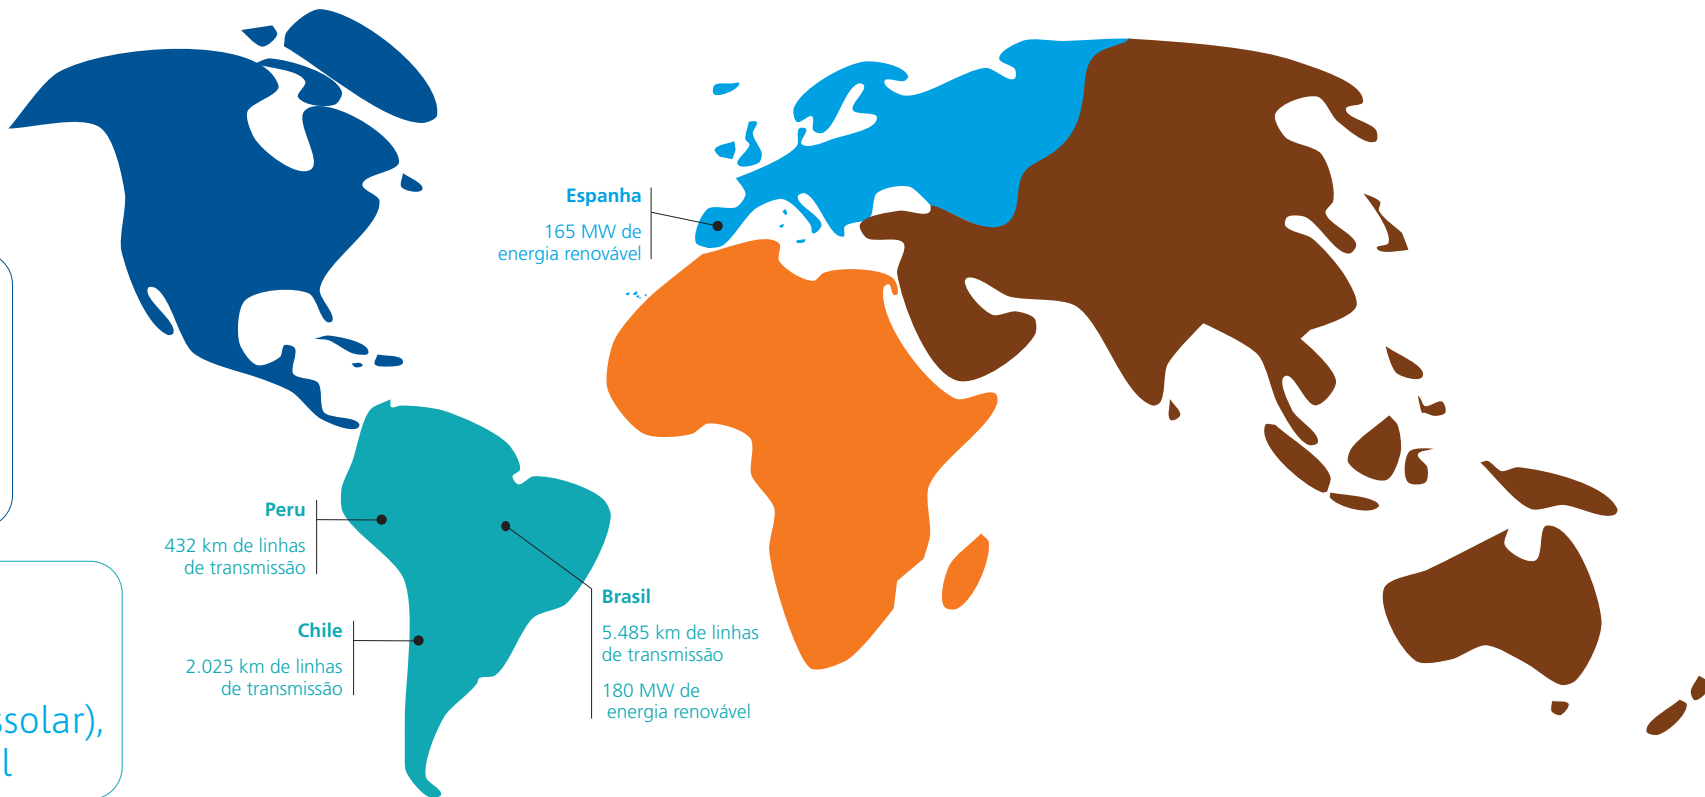 Espanha
165 MW de
energia renovável
Peru
432 km de linhas
de transmissão
Chile
2.025 km de linhas
de transmissão
Brasil
5.485 km de linhas
de transmissão
180 MW de
energia renovável
solar),
l